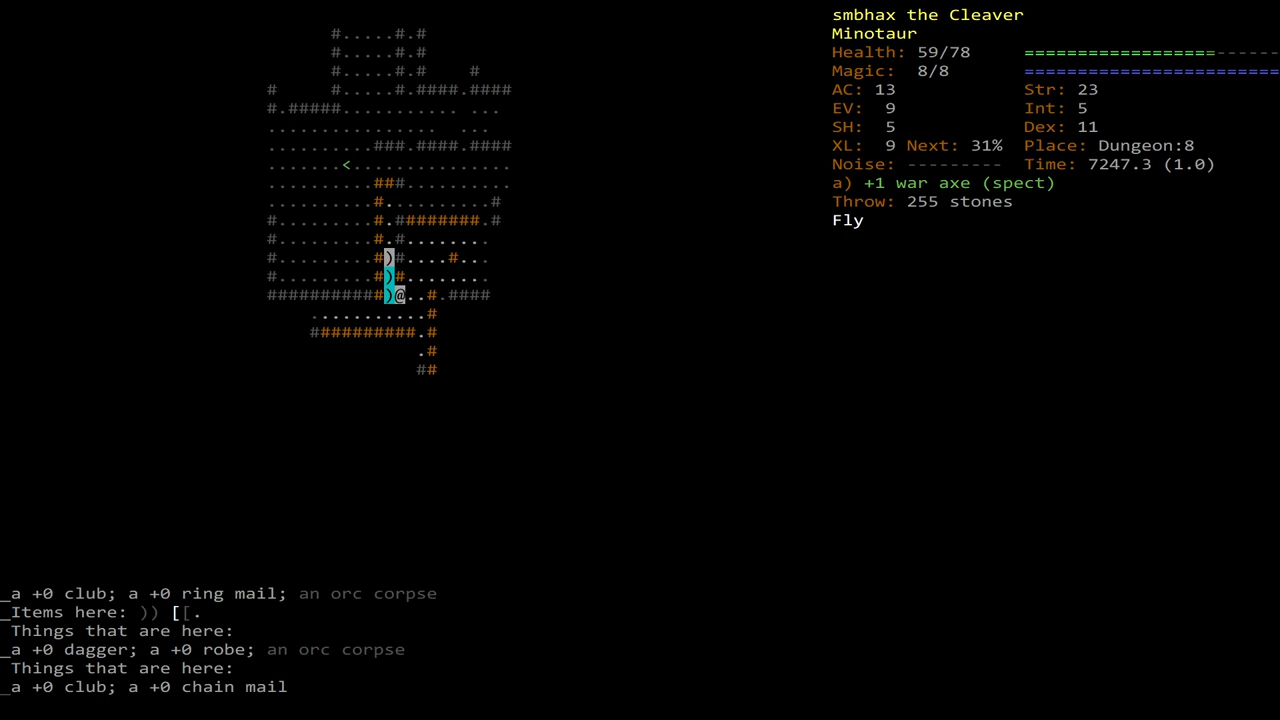 smbhax the Cleaver
Minotaur
Health: 59/78
Magic: 8/8
AC: 13 Str: 23
EV: 9 Int: 5
SH: 5 Dex: 11
XL: 9 Next: 31% Place: Dungeon:8
Noise: --------- Time: 7247.3 (1.0)
a) +1 war axe (spect)
Throw: 255 stones
Fly
_a +0 club; a +0 ring mail; an orc corpse
_Items here: )) [[.
Things that are here:
_a +0 dagger; a +0 robe; an orc corpse
Things that are here:
_a +0 club; a +0 chain mail